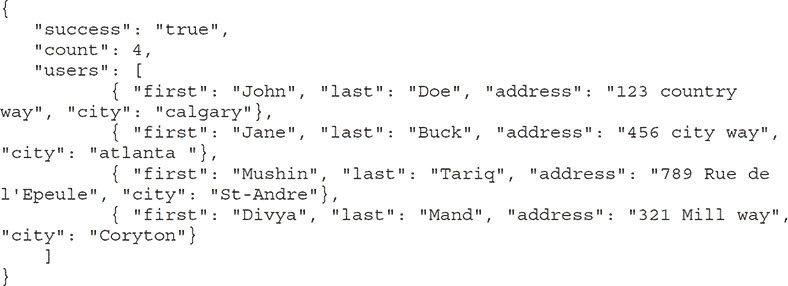 {
   "success": "true",
   "count": 4,
   "users": [
          { "first": "John", "last": "Doe", "address": "123 country
way", "city": "calgary"},
          { "first": "Jane", "last": "Buck", "address": "456 city way",
"city": "atlanta "},
          { "first": "Mushin", "last": "Tariq", "address": "789 Rue de
l'Epeule", "city": "St-Andre"},
          { "first": "Divya", "last": "Mand", "address": "321 Mill way",
"city": "Coryton"}
    ]
}